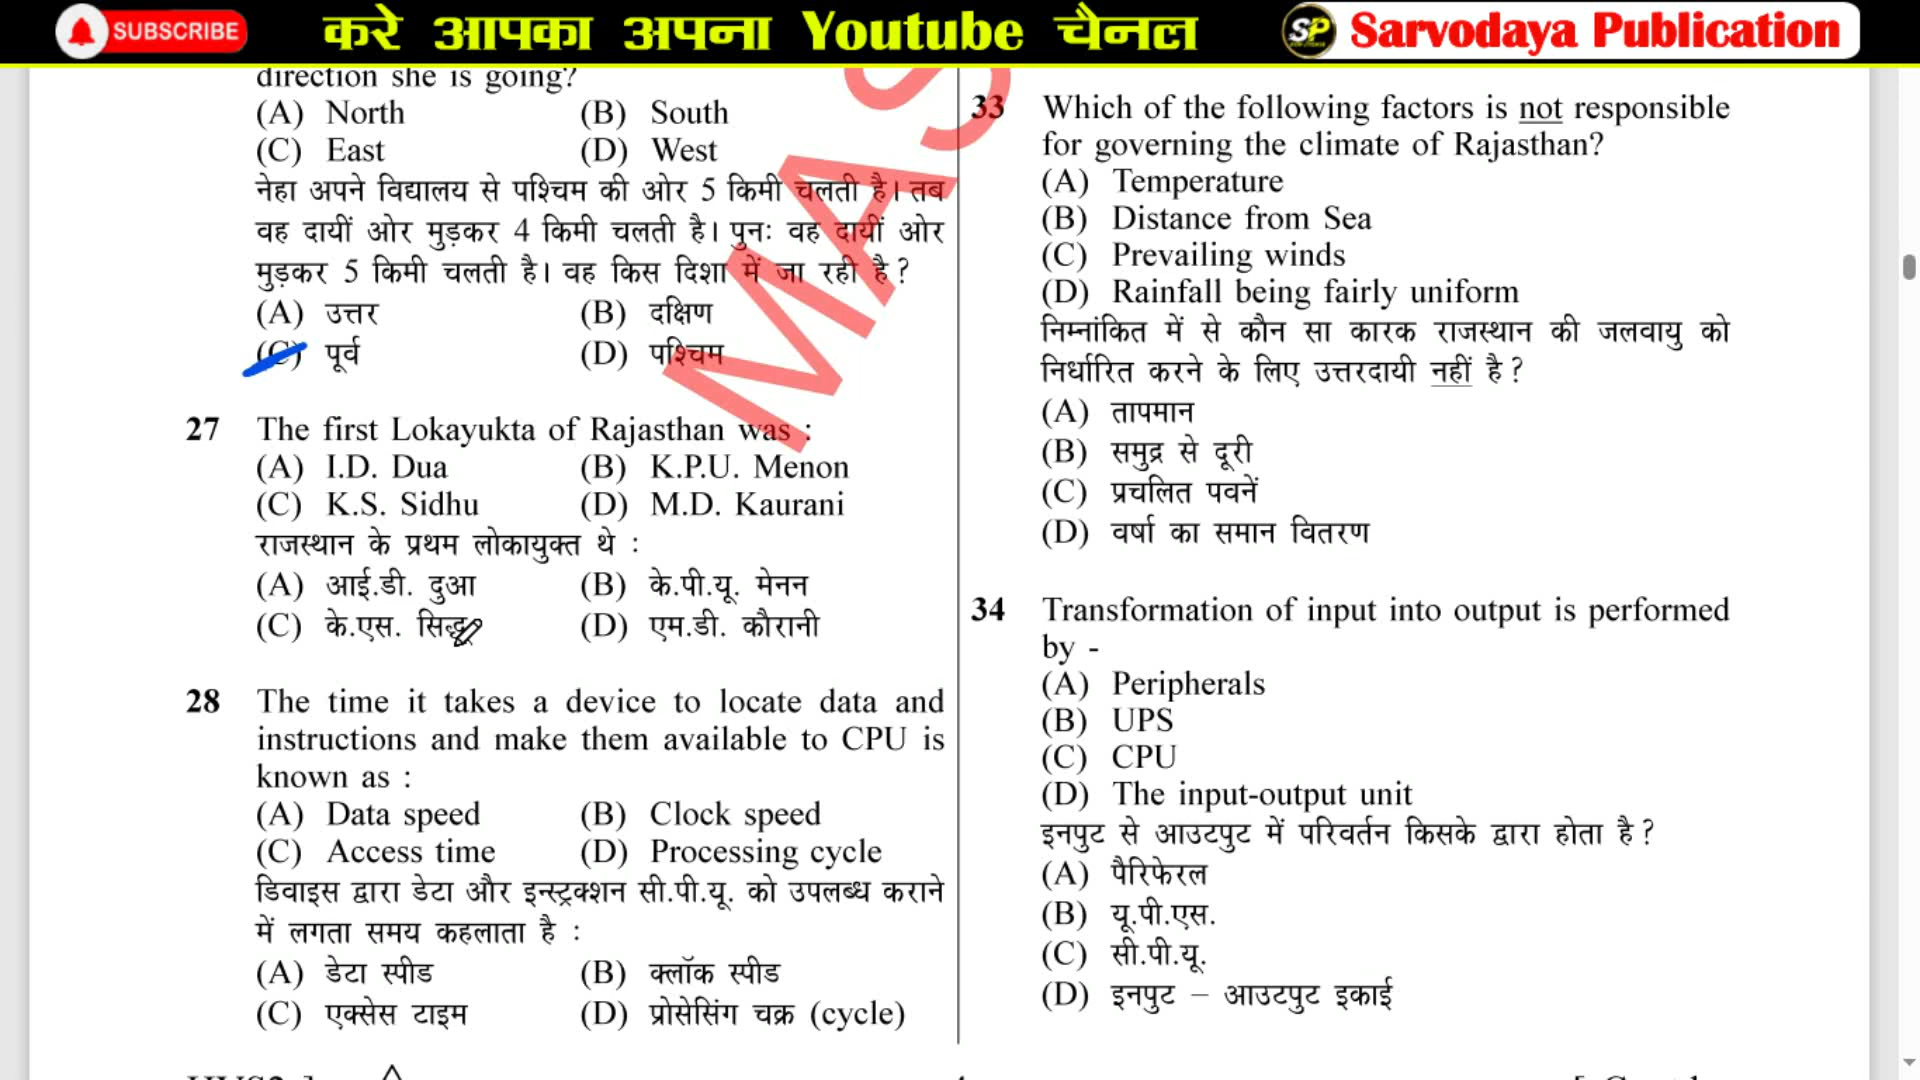 SUBSCRIBE करे आपका अपना Youtube चैनल SP Sarvodaya Publication
direction she is going?
(A) North (B) South
(C) East (D) West
नेहा अपने विद्यालय से पश्चिम की ओर 5 किमी चलती है। तब
वह दायीं ओर मुड़कर 4 किमी चलती है। पुनः वह दायीं ओर
मुड़कर 5 किमी चलती है। वह किस दिशा में जा रही है ?
(A) उत्तर (B) दक्षिण
(C) पूर्व (D) पश्चिम
27 The first Lokayukta of Rajasthan was :
(A) I.D. Dua (B) K.P.U. Menon
(C) K.S. Sidhu (D) M.D. Kaurani
राजस्थान के प्रथम लोकायुक्त थे :
(A) आई.डी. दुआ (B) के.पी.यू. मेनन
(C) के.एस. सिद्धू (D) एम.डी. कौरानी
28 The time it takes a device to locate data and
instructions and make them available to CPU is
known as :
(A) Data speed (B) Clock speed
(C) Access time (D) Processing cycle
डिवाइस द्वारा डेटा और इन्स्ट्रक्शन सी.पी.यू. को उपलब्ध कराने
में लगता समय कहलाता है :
(A) डेटा स्पीड (B) क्लॉक स्पीड
(C) एक्सेस टाइम (D) प्रोसेसिंग चक्र (cycle)
33 Which of the following factors is not responsible
for governing the climate of Rajasthan?
(A) Temperature
(B) Distance from Sea
(C) Prevailing winds
(D) Rainfall being fairly uniform
निम्नांकित में से कौन सा कारक राजस्थान की जलवायु को
निर्धारित करने के लिए उत्तरदायी नहीं है ?
(A) तापमान
(B) समुद्र से दूरी
(C) प्रचलित पवनें
(D) वर्षा का समान वितरण
34 Transformation of input into output is performed
by -
(A) Peripherals
(B) UPS
(C) CPU
(D) The input-output unit
इनपुट से आउटपुट में परिवर्तन किसके द्वारा होता है ?
(A) पैरिफेरल
(B) यू.पी.एस.
(C) सी.पी.यू.
(D) इनपुट – आउटपुट इकाई
MAS